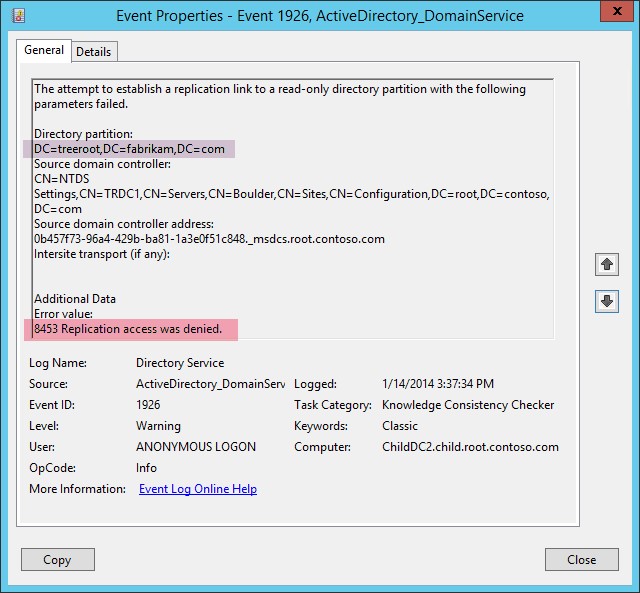 Event Properties - Event 1926, ActiveDirectory_DomainService
x
General
Details
The attempt to establish a replication link to a read-only directory partition with the following
parameters failed.
Directory partition:
DC=treeroot,DC=fabrikam,DC=com
Source domain controller:
CN=NTDS
Settings,CN=TRDC1,CN=Servers,CN=Boulder,CN=Sites,CN=Configuration,DC=root,DC=contoso,
DC=com
Source domain controller address:
0b457f73-96a4-429b-ba81-1a3e0f51c848._msdcs.root.contoso.com
Intersite transport (if any):
Additional Data
Error value:
8453 Replication access was denied.
Log Name: Directory Service
Source: ActiveDirectory_DomainServ Logged: 1/14/2014 3:37:34 PM
Event ID: 1926 Task Category: Knowledge Consistency Checker
Level: Warning Keywords: Classic
User: ANONYMOUS LOGON Computer: ChildDC2.child.root.contoso.com
OpCode: Info
More Information: Event Log Online Help
Copy
Close